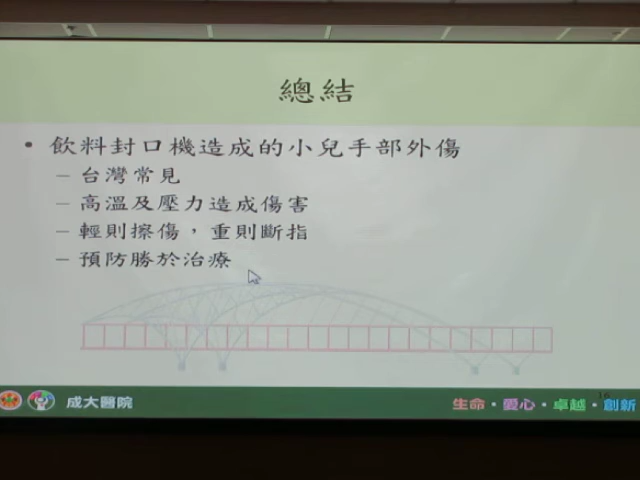 總結
• 飲料封口機造成的小兒手部外傷
– 台灣常見
– 高溫及壓力造成傷害
– 輕則擦傷，重則斷指
– 預防勝於治療
成大醫院
生命・愛心・卓越・創新
16